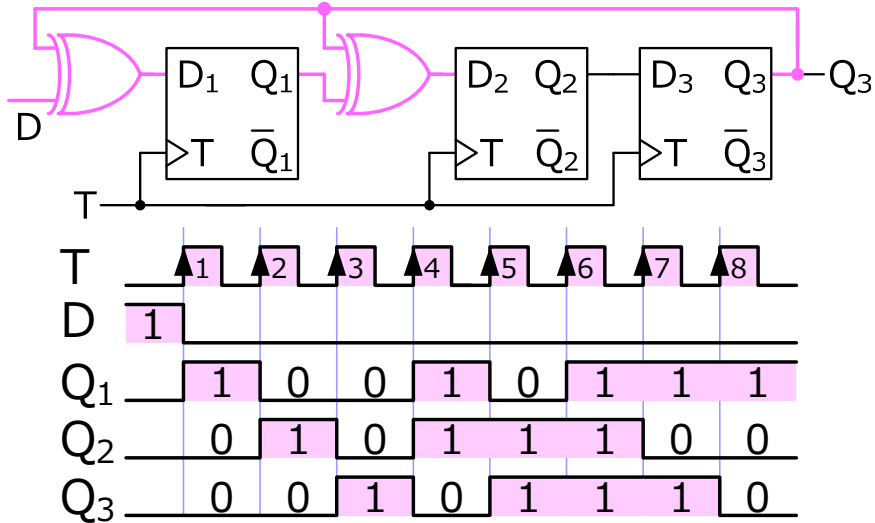 D₁ Q₁ D₂ Q₂ D₃ Q₃ Q₃
D
T Q̅₁ T Q̅₂ T Q̅₃
T
T 1 2 3 4 5 6 7 8
D 1
Q₁ 1 0 0 1 0 1 1 1
Q₂ 0 1 0 1 1 1 0 0
Q₃ 0 0 1 0 1 1 1 0